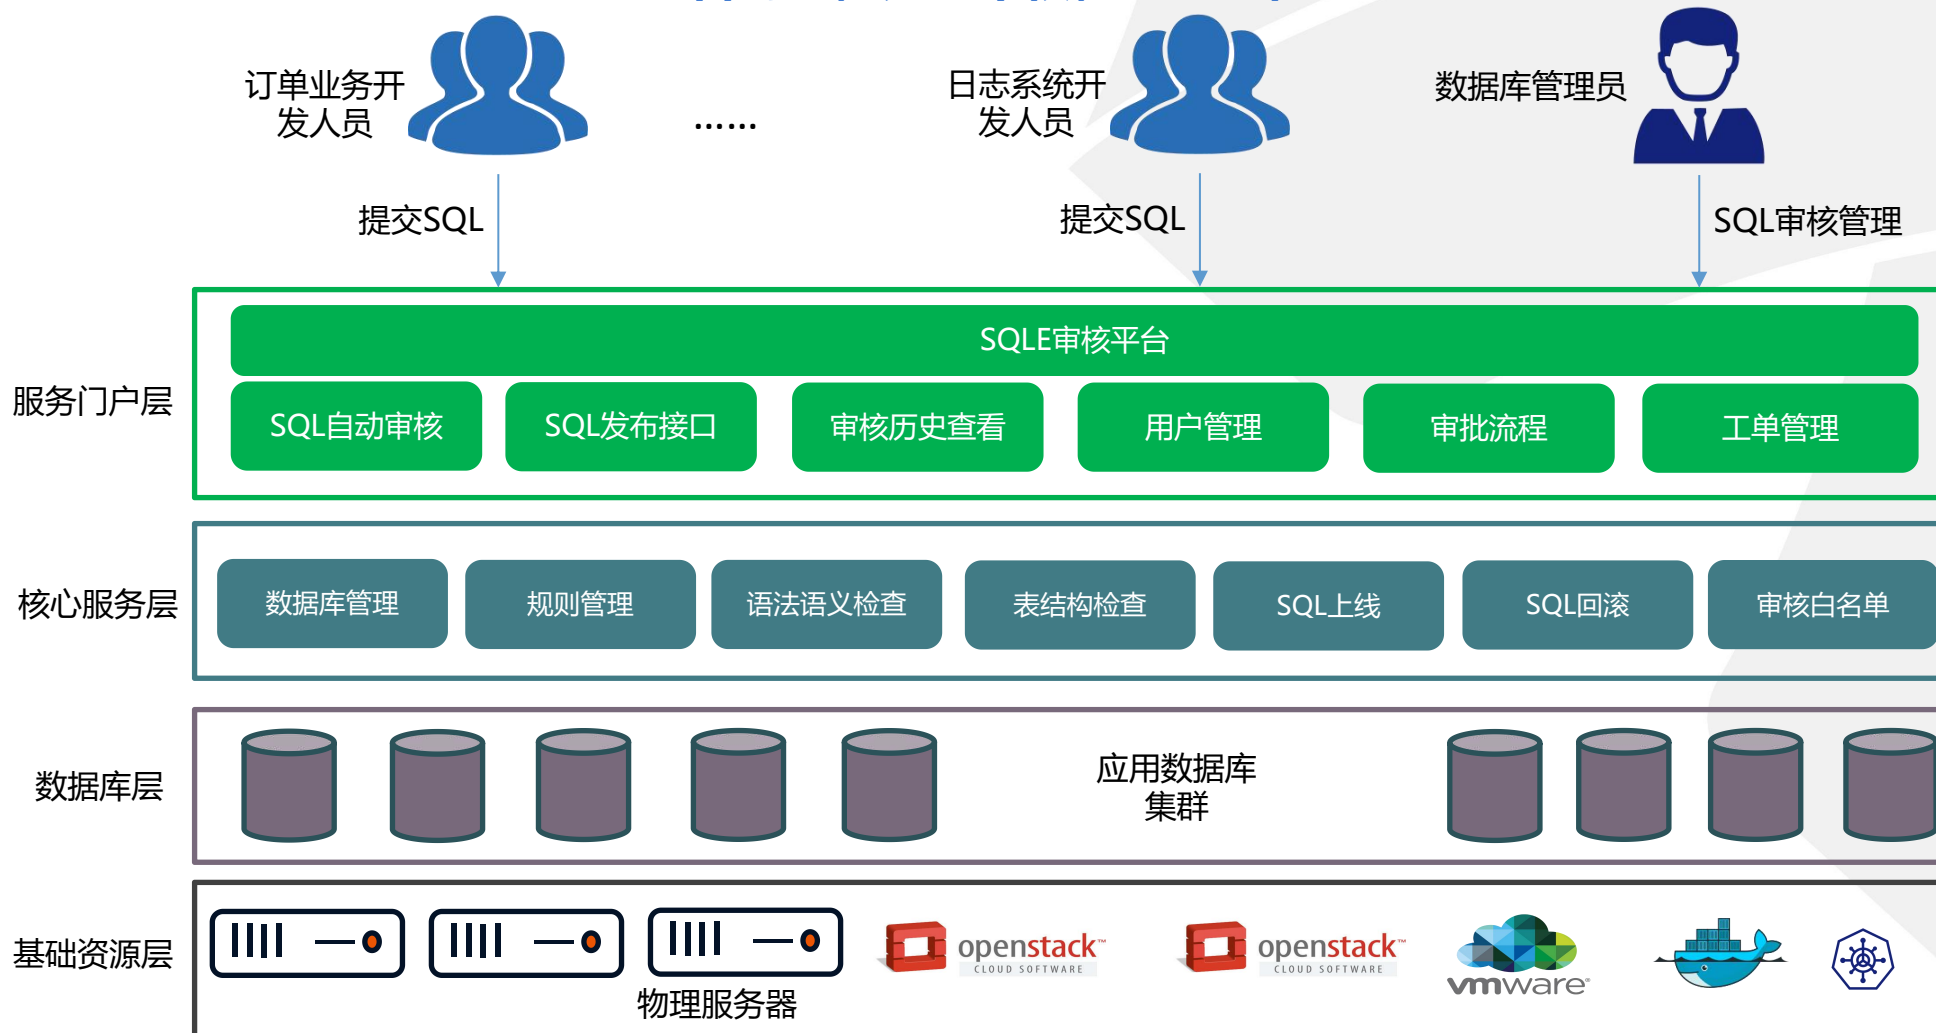 订单业务开
发人员
……
日志系统开
发人员
数据库管理员
提交SQL
提交SQL
SQL审核管理
服务门户层
SQLE审核平台
SQL自动审核
SQL发布接口
审核历史查看
用户管理
审批流程
工单管理
核心服务层
数据库管理
规则管理
语法语义检查
表结构检查
SQL上线
SQL回滚
审核白名单
数据库层
应用数据库
集群
基础资源层
物理服务器
openstack™
CLOUD SOFTWARE
openstack™
CLOUD SOFTWARE
vmware®